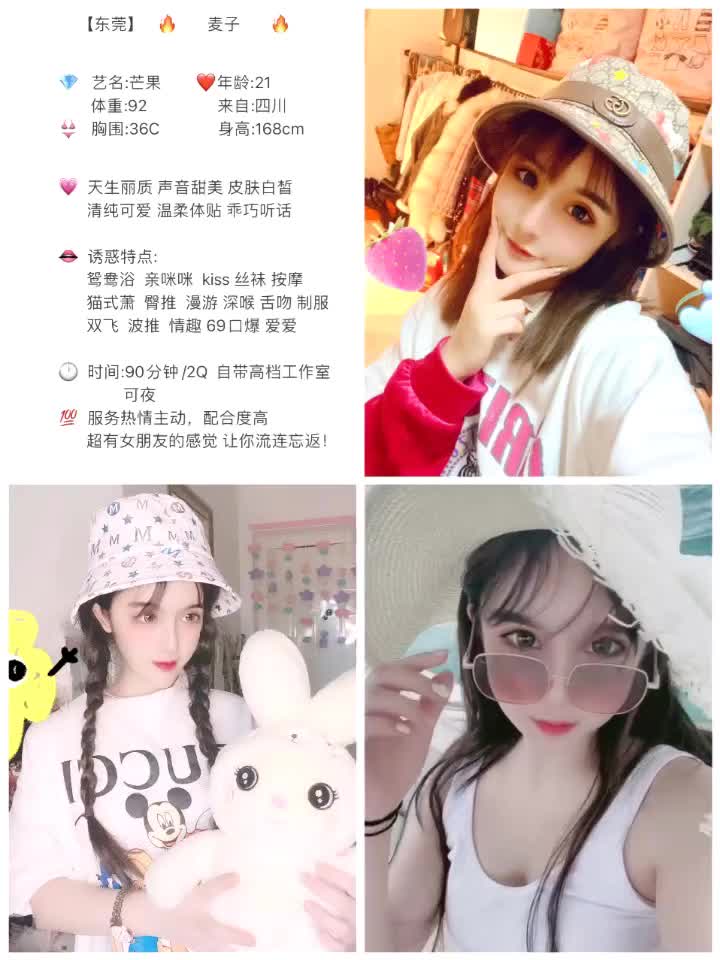 【东莞】 🔥 麦子 🔥
💎 艺名:芒果 ❤️年龄:21
体重:92 来自:四川
👙 胸围:36C 身高:168cm
💗 天生丽质 声音甜美 皮肤白皙
清纯可爱 温柔体贴 乖巧听话
👄 诱惑特点:
鸳鸯浴 亲咪咪 kiss 丝袜 按摩
猫式萧 臀推 漫游 深喉 舌吻 制服
双飞 波推 情趣 69口爆 爱爱
⏱ 时间:90分钟/2Q 自带高档工作室
可夜
💯 服务热情主动，配合度高
超有女朋友的感觉 让你流连忘返！